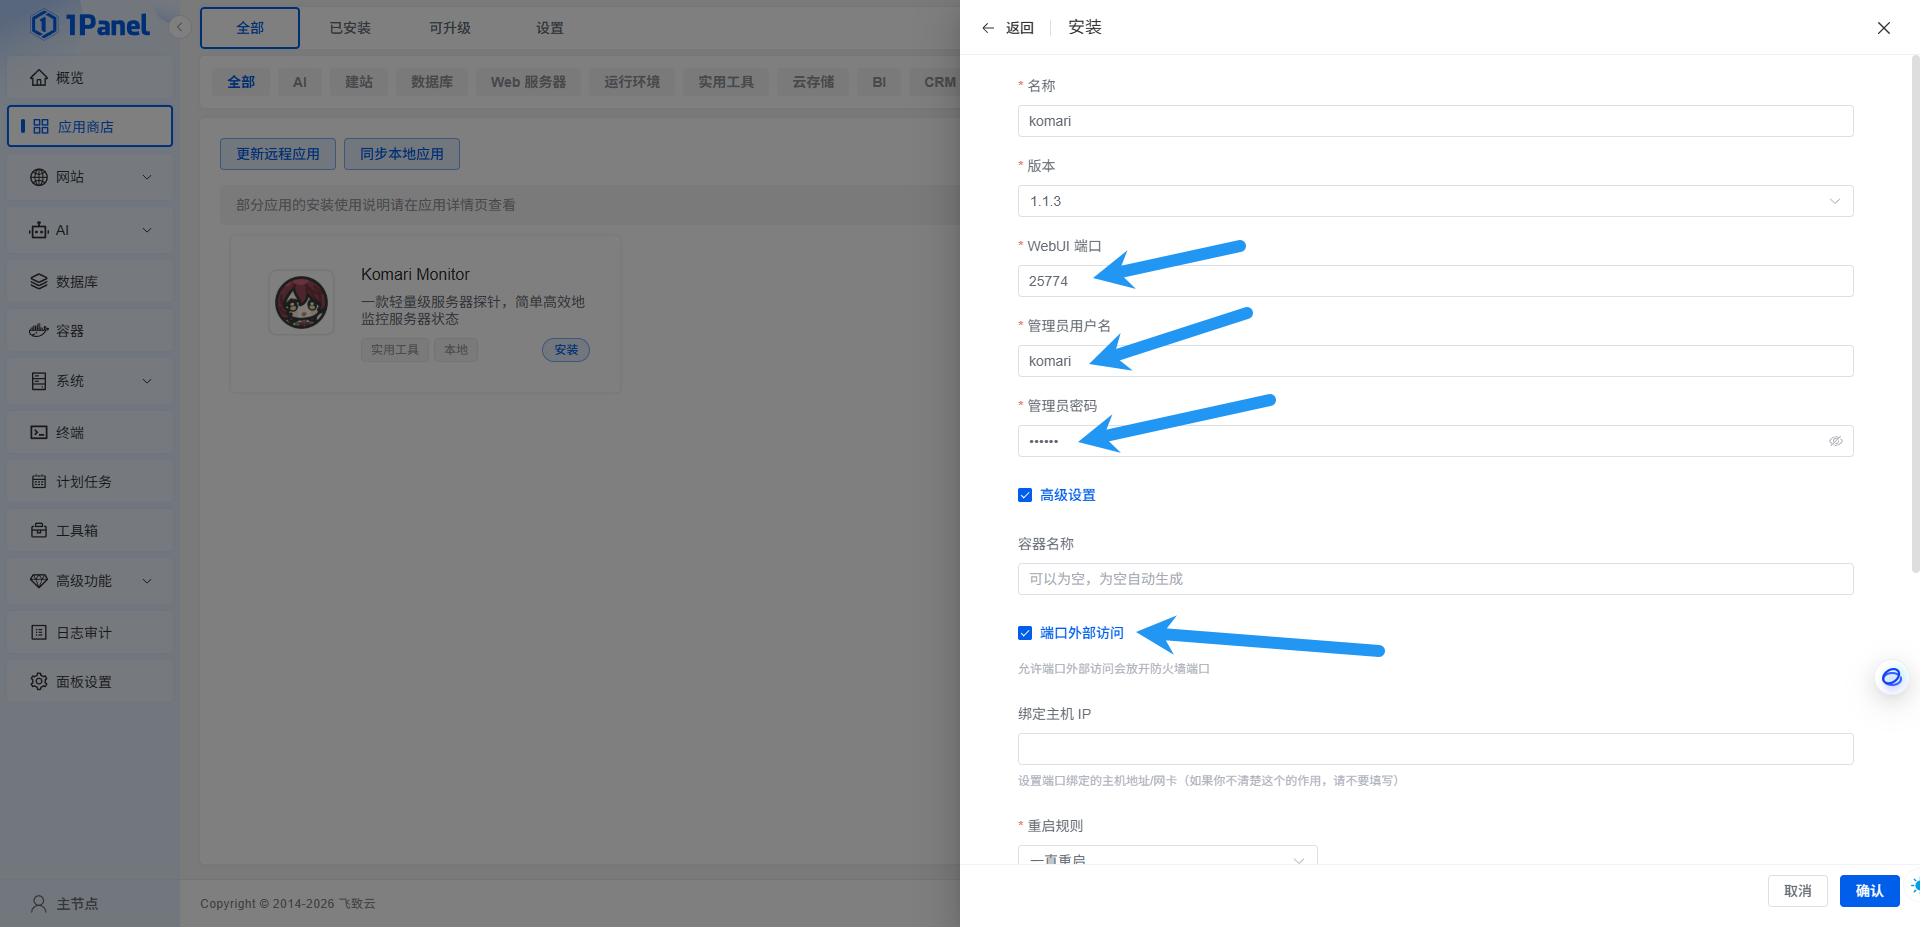 1Panel
概览
应用商店
网站
AI
数据库
容器
系统
终端
计划任务
工具箱
高级功能
日志审计
面板设置
主节点
全部
已安装
可升级
设置
全部
AI
建站
数据库
Web 服务器
运行环境
实用工具
云存储
BI
CRM
更新远程应用
同步本地应用
部分应用的安装使用说明请在应用详情页查看
Komari Monitor
一款轻量级服务器探针，简单高效地
监控服务器状态
实用工具
本地
安装
Copyright © 2014-2026 飞致云
返回
安装
* 名称
komari
* 版本
1.1.3
* WebUI 端口
25774
* 管理员用户名
komari
* 管理员密码
••••••
高级设置
容器名称
可以为空，为空自动生成
端口外部访问
允许端口外部访问会放开防火墙端口
绑定主机 IP
设置端口绑定的主机地址/网卡（如果你不清楚这个的作用，请不要填写）
* 重启规则
一直重启
取消
确认